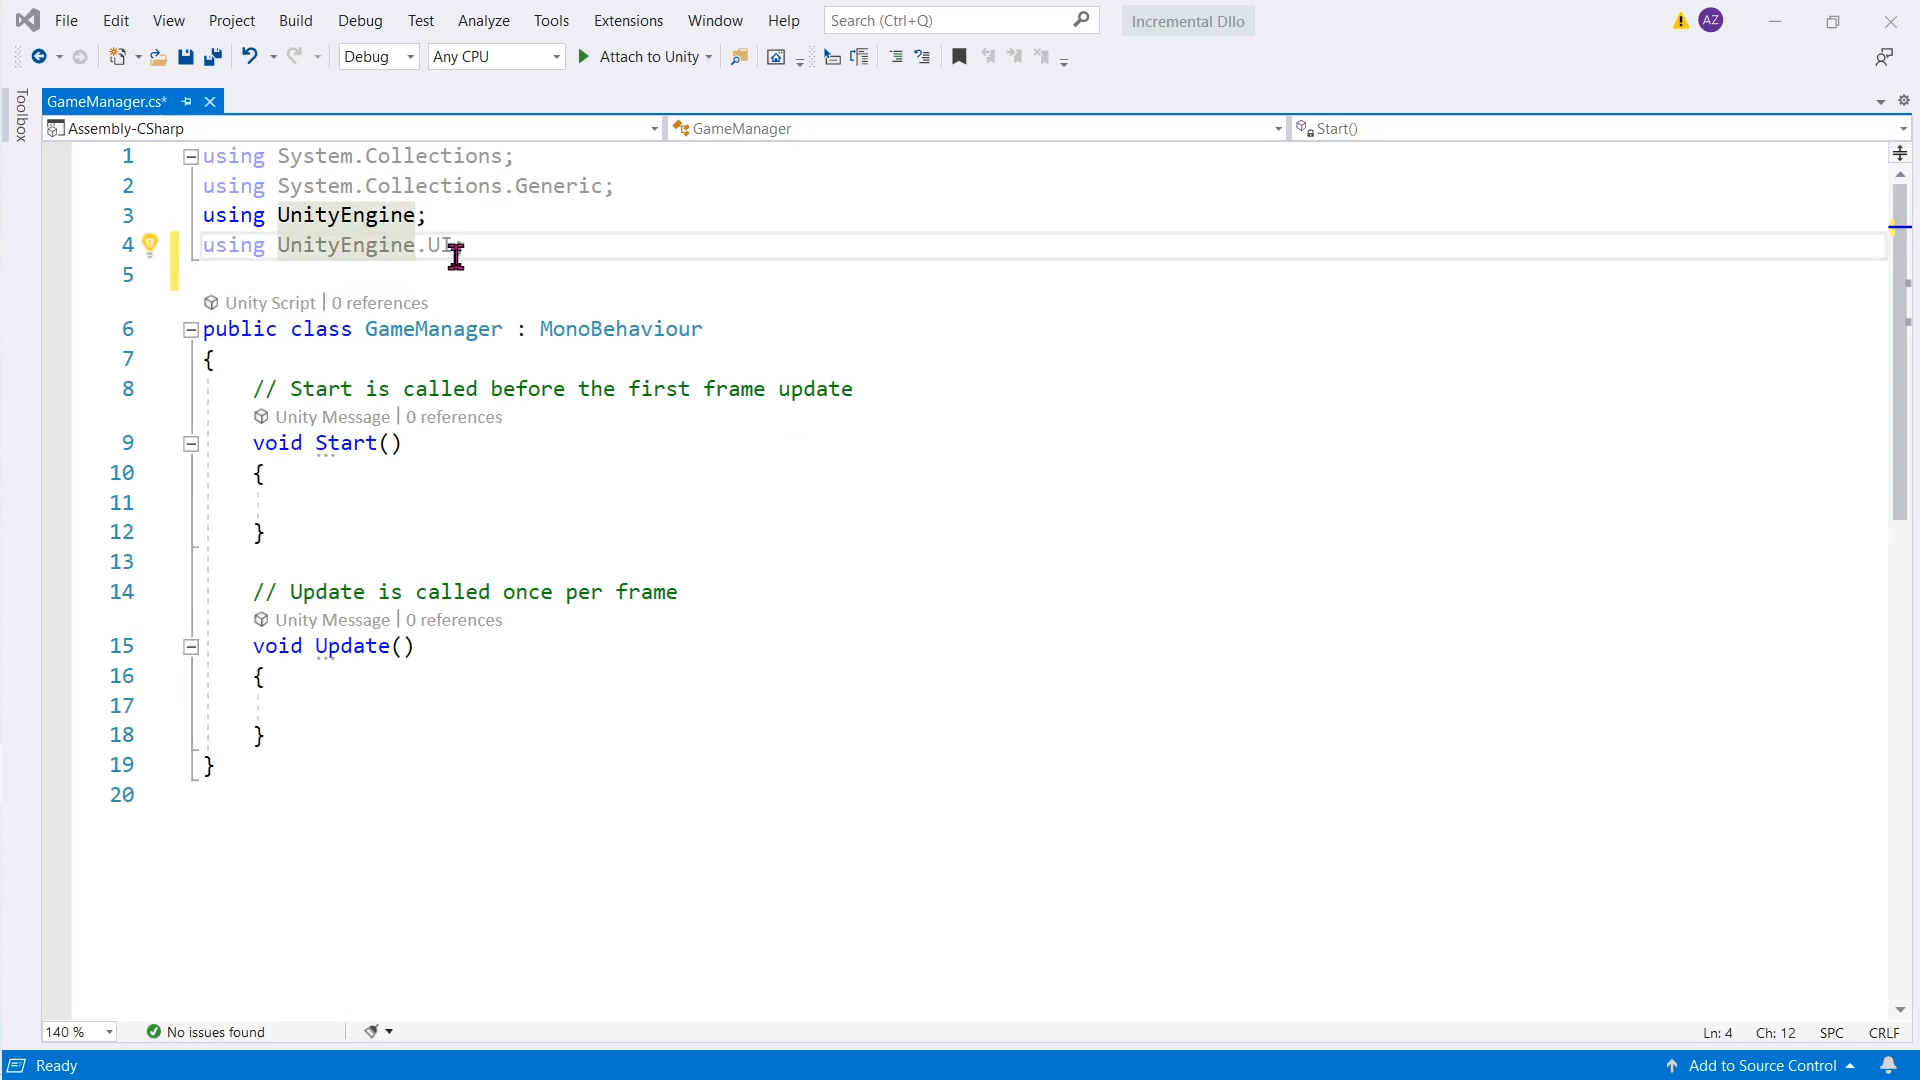 File Edit View Project Build Debug Test Analyze Tools Extensions Window Help Search (Ctrl+Q) Incremental Dllo AZ
Debug Any CPU Attach to Unity
Toolbox
GameManager.cs*
Assembly-CSharp GameManager Start()
1 using System.Collections;
2 using System.Collections.Generic;
3 using UnityEngine;
4 using UnityEngine.UI;
5
Unity Script | 0 references
6 public class GameManager : MonoBehaviour
7 {
8 // Start is called before the first frame update
Unity Message | 0 references
9 void Start()
10 {
11
12 }
13
14 // Update is called once per frame
Unity Message | 0 references
15 void Update()
16 {
17
18 }
19 }
20
140 % No issues found Ln: 4 Ch: 12 SPC CRLF
Ready Add to Source Control